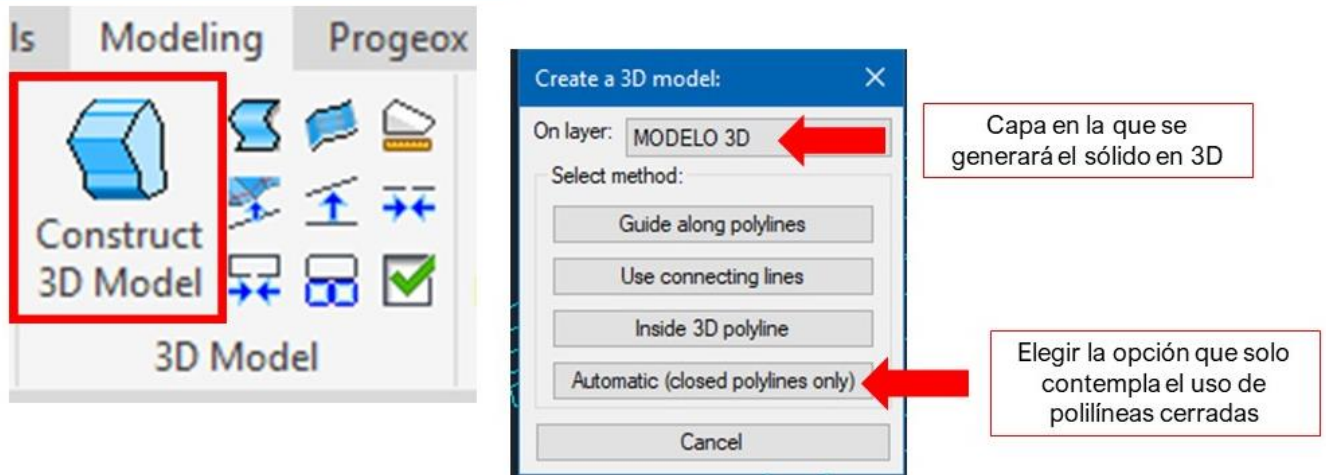 ls Modeling Progeox
Construct
3D Model
3D Model
Create a 3D model:
On layer: MODELO 3D
Select method:
Guide along polylines
Use connecting lines
Inside 3D polyline
Automatic (closed polylines only)
Cancel
Capa en la que se
generará el sólido en 3D
Elegir la opción que solo
contempla el uso de
polilíneas cerradas